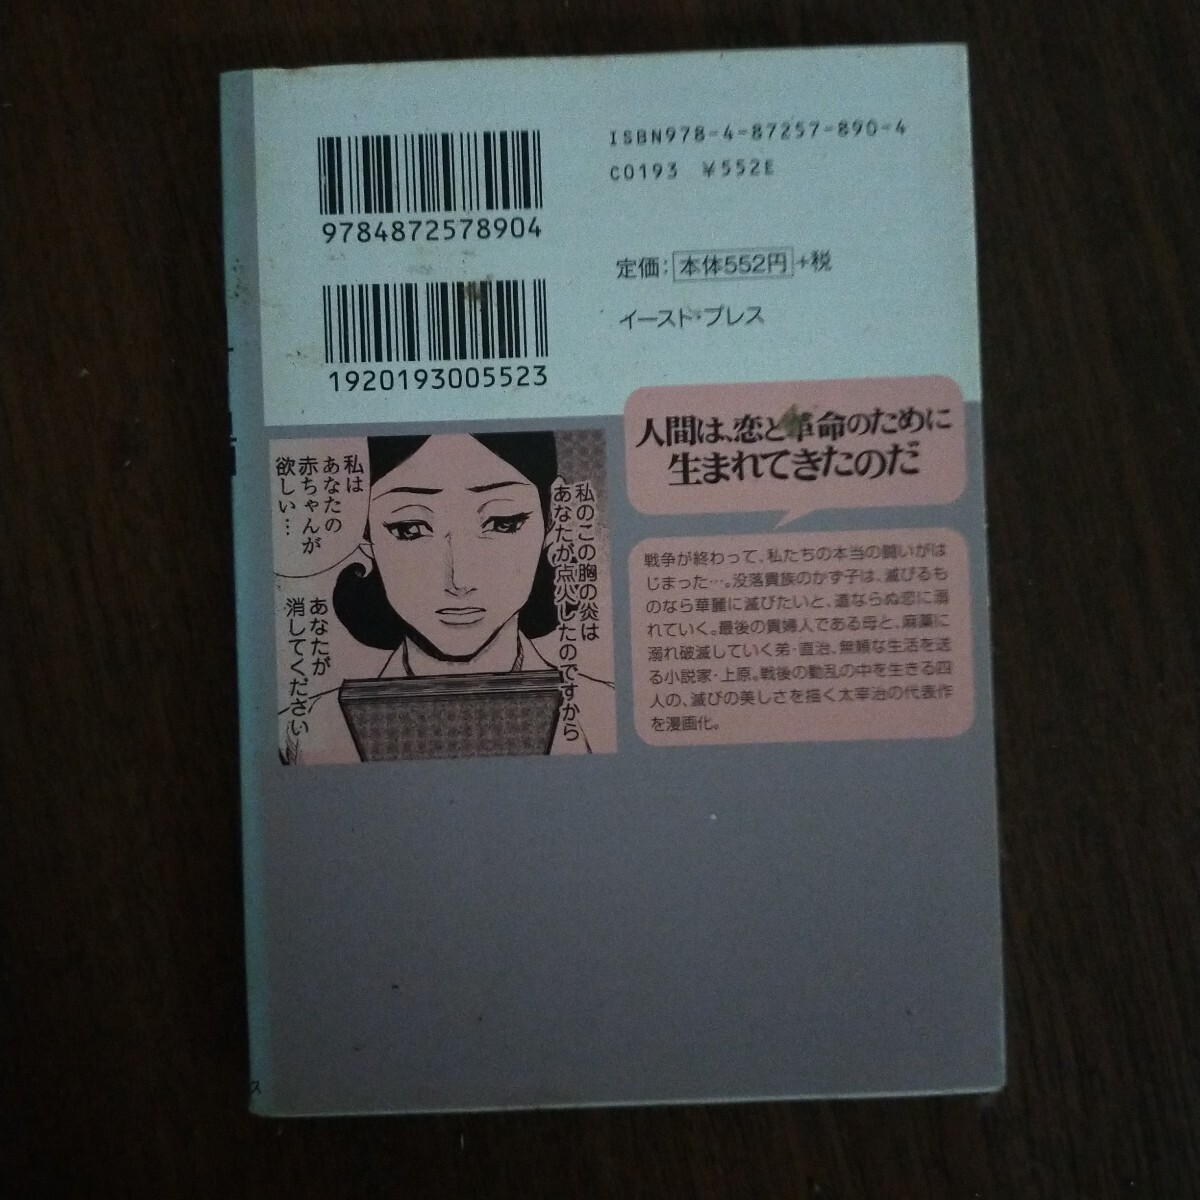 ISBN978-4-87257-890-4
C0193 ¥552E
9784872578904
定価:本体552円+税
イースト・プレス
1920193005523
人間は、恋と革命のために
生まれてきたのだ
私のこの胸の炎は
あなたが点火したのですから
私は
あなたの
赤ちゃんが
欲しい…
あなたが
消してください
戦争が終わって、私たちの本当の闘いがは
じまった…。没落貴族のかず子は、滅びるも
のなら華麗に滅びたいと、道ならぬ恋に溺
れていく。最後の貴婦人である母と、麻薬に
溺れ破滅していく弟・直治、無頼な生活を送
る小説家・上原。戦後の動乱の中を生きる四
人の、滅びの美しさを描く太宰治の代表作
を漫画化。
ス